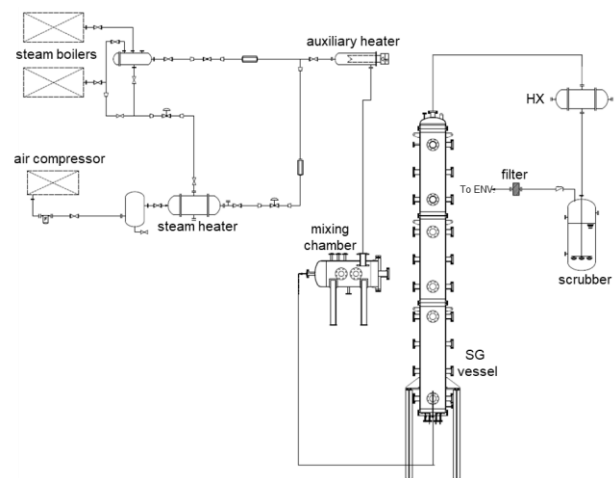 steam boilers
auxiliary heater
HX
air compressor
filter
To ENV.
steam heater
mixing
chamber
scrubber
SG
vessel